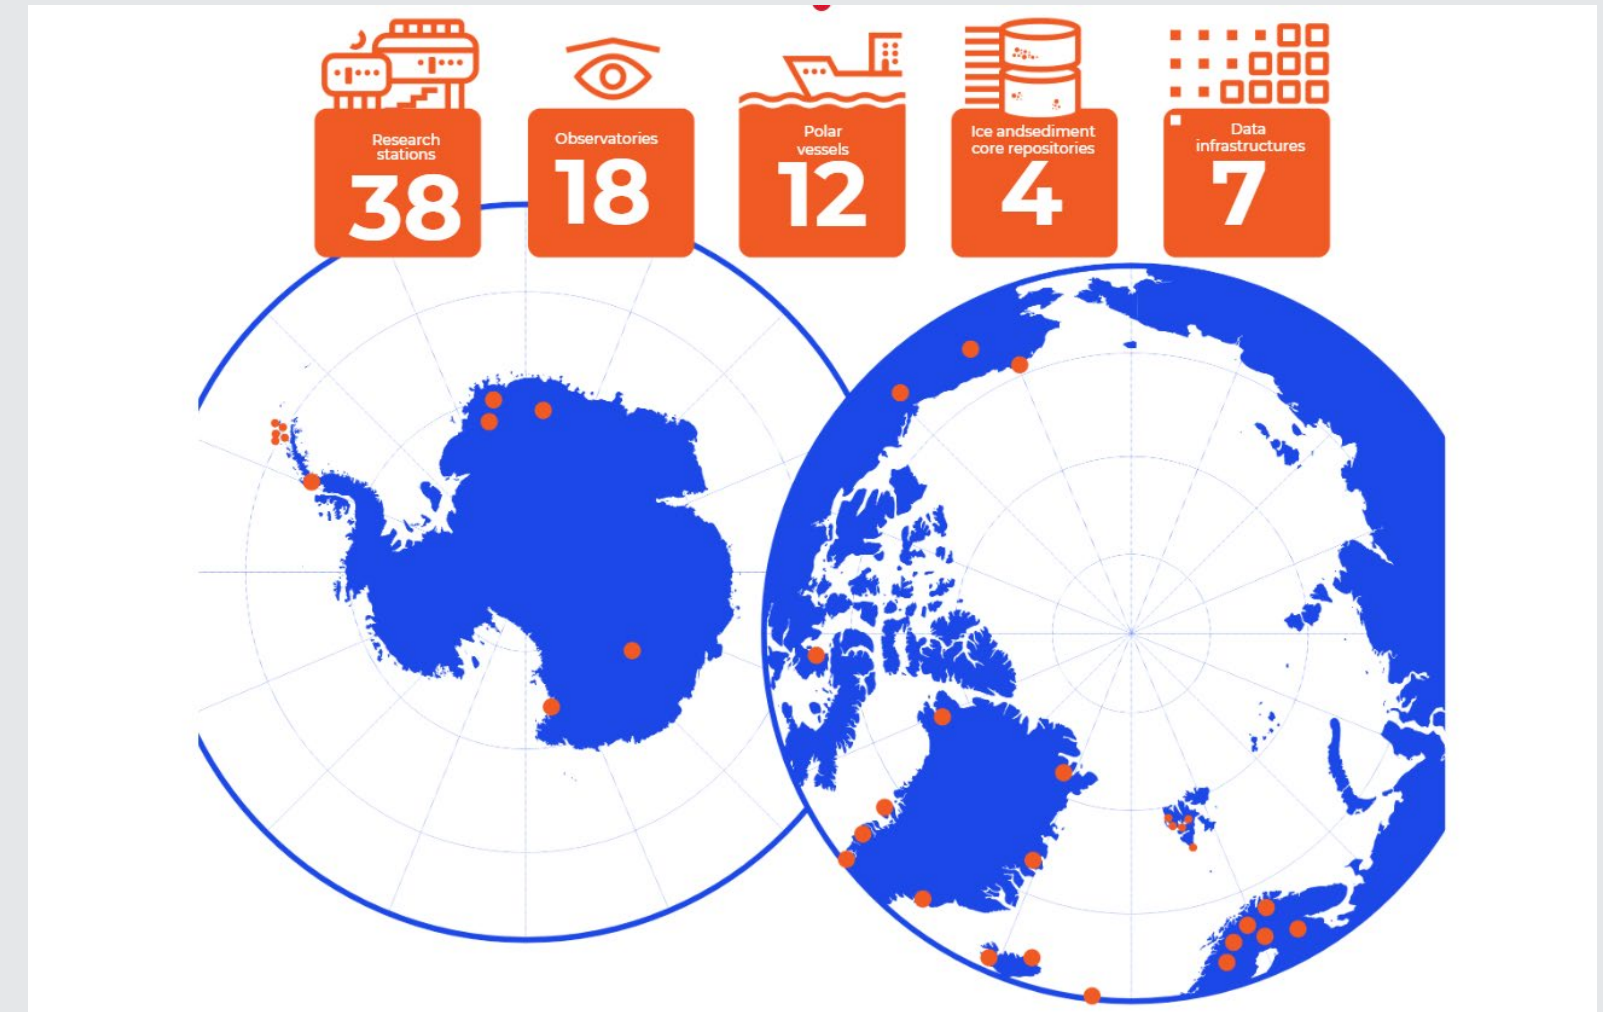 Research
stations
38
Observatories
18
Polar
vessels
12
Ice andsediment
core repositories
4
Data
infrastructures
7